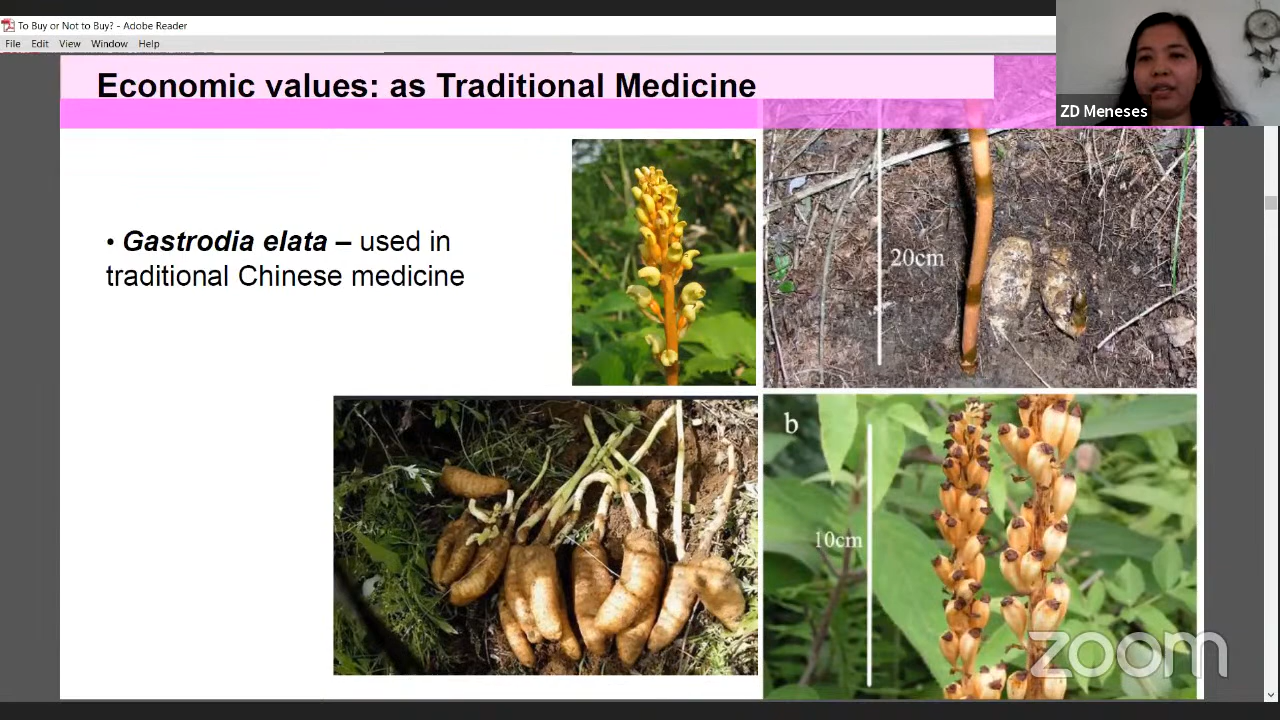 To Buy or Not to Buy? - Adobe Reader
File Edit View Window Help
Economic values: as Traditional Medicine
ZD Meneses
• Gastrodia elata – used in
traditional Chinese medicine
20cm
b
10cm
zoom